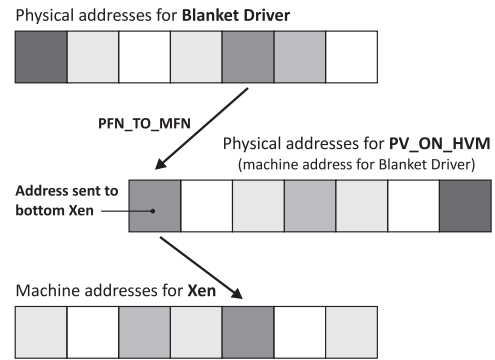 Physical addresses for Blanket Driver
PFN_TO_MFN
Physical addresses for PV_ON_HVM
(machine address for Blanket Driver)
Address sent to
bottom Xen
Machine addresses for Xen